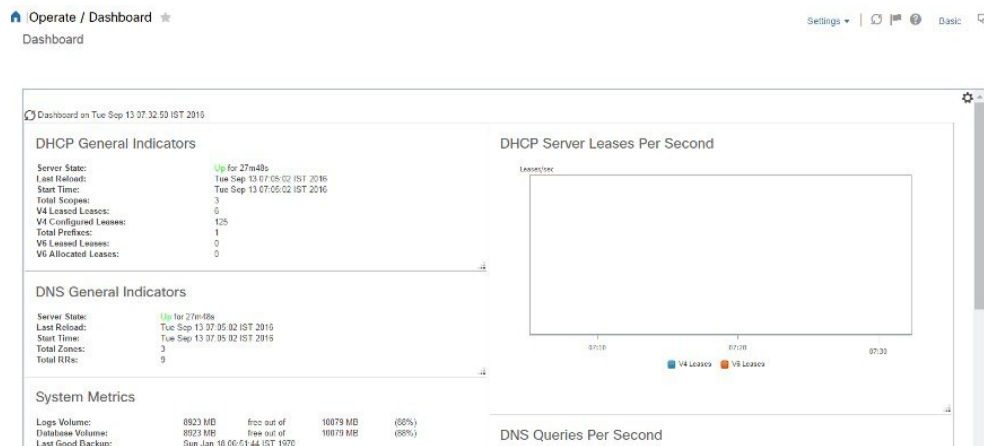 Operate / Dashboard
Settings
Basic
Dashboard
Dashboard on Tue Sep 13 07:32:50 IST 2016
DHCP General Indicators
Server State: Up for 27m48s
Last Reload: Tue Sep 13 07:05:02 IST 2016
Start Time: Tue Sep 13 07:05:02 IST 2016
Total Scopes: 3
V4 Leased Leases: 6
V4 Configured Leases: 125
Total Prefixes: 1
V6 Leased Leases: 0
V6 Allocated Leases: 0
DNS General Indicators
Server State: Up for 27m48s
Last Reload: Tue Sep 13 07:05:02 IST 2016
Start Time: Tue Sep 13 07:05:02 IST 2016
Total Zones: 3
Total RRs: 9
System Metrics
Logs Volume: 8923 MB free out of 10079 MB (88%)
Database Volume: 8923 MB free out of 10079 MB (88%)
Last Good Backup: Sun Jan 18 06:51:44 IST 1970
DHCP Server Leases Per Second
Leases/sec
07:10 07:20 07:30
V4 Leases V6 Leases
DNS Queries Per Second